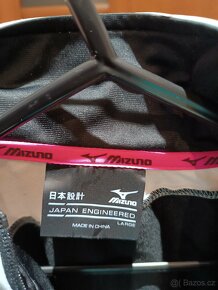 mizuno
mizuno
日本設計
JAPAN ENGINEERED
mizuno
MADE IN CHINA
LARGE
Bazos.cz